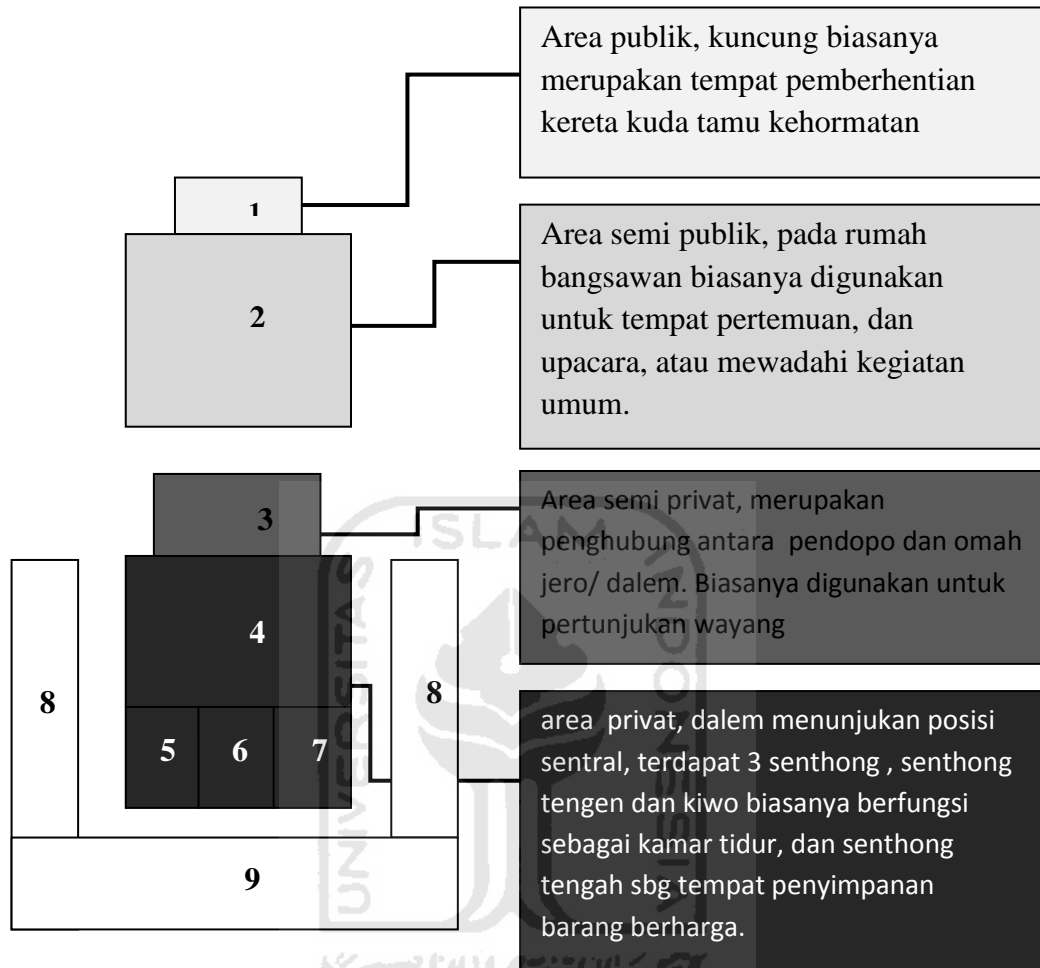 Area publik, kuncung biasanya
merupakan tempat pemberhentian
kereta kuda tamu kehormatan
1
Area semi publik, pada rumah
bangsawan biasanya digunakan
untuk tempat pertemuan, dan
upacara, atau mewadahi kegiatan
umum.
2
Area semi privat, merupakan
penghubung antara pendopo dan omah
jero/ dalem. Biasanya digunakan untuk
pertunjukan wayang
3
4
8
8
5 6 7
area privat, dalem menunjukan posisi
sentral, terdapat 3 senthong , senthong
tengen dan kiwo biasanya berfungsi
sebagai kamar tidur, dan senthong
tengah sbg tempat penyimpanan
barang berharga.
9
ISLAM
UNIVERSITAS
INDONESIA